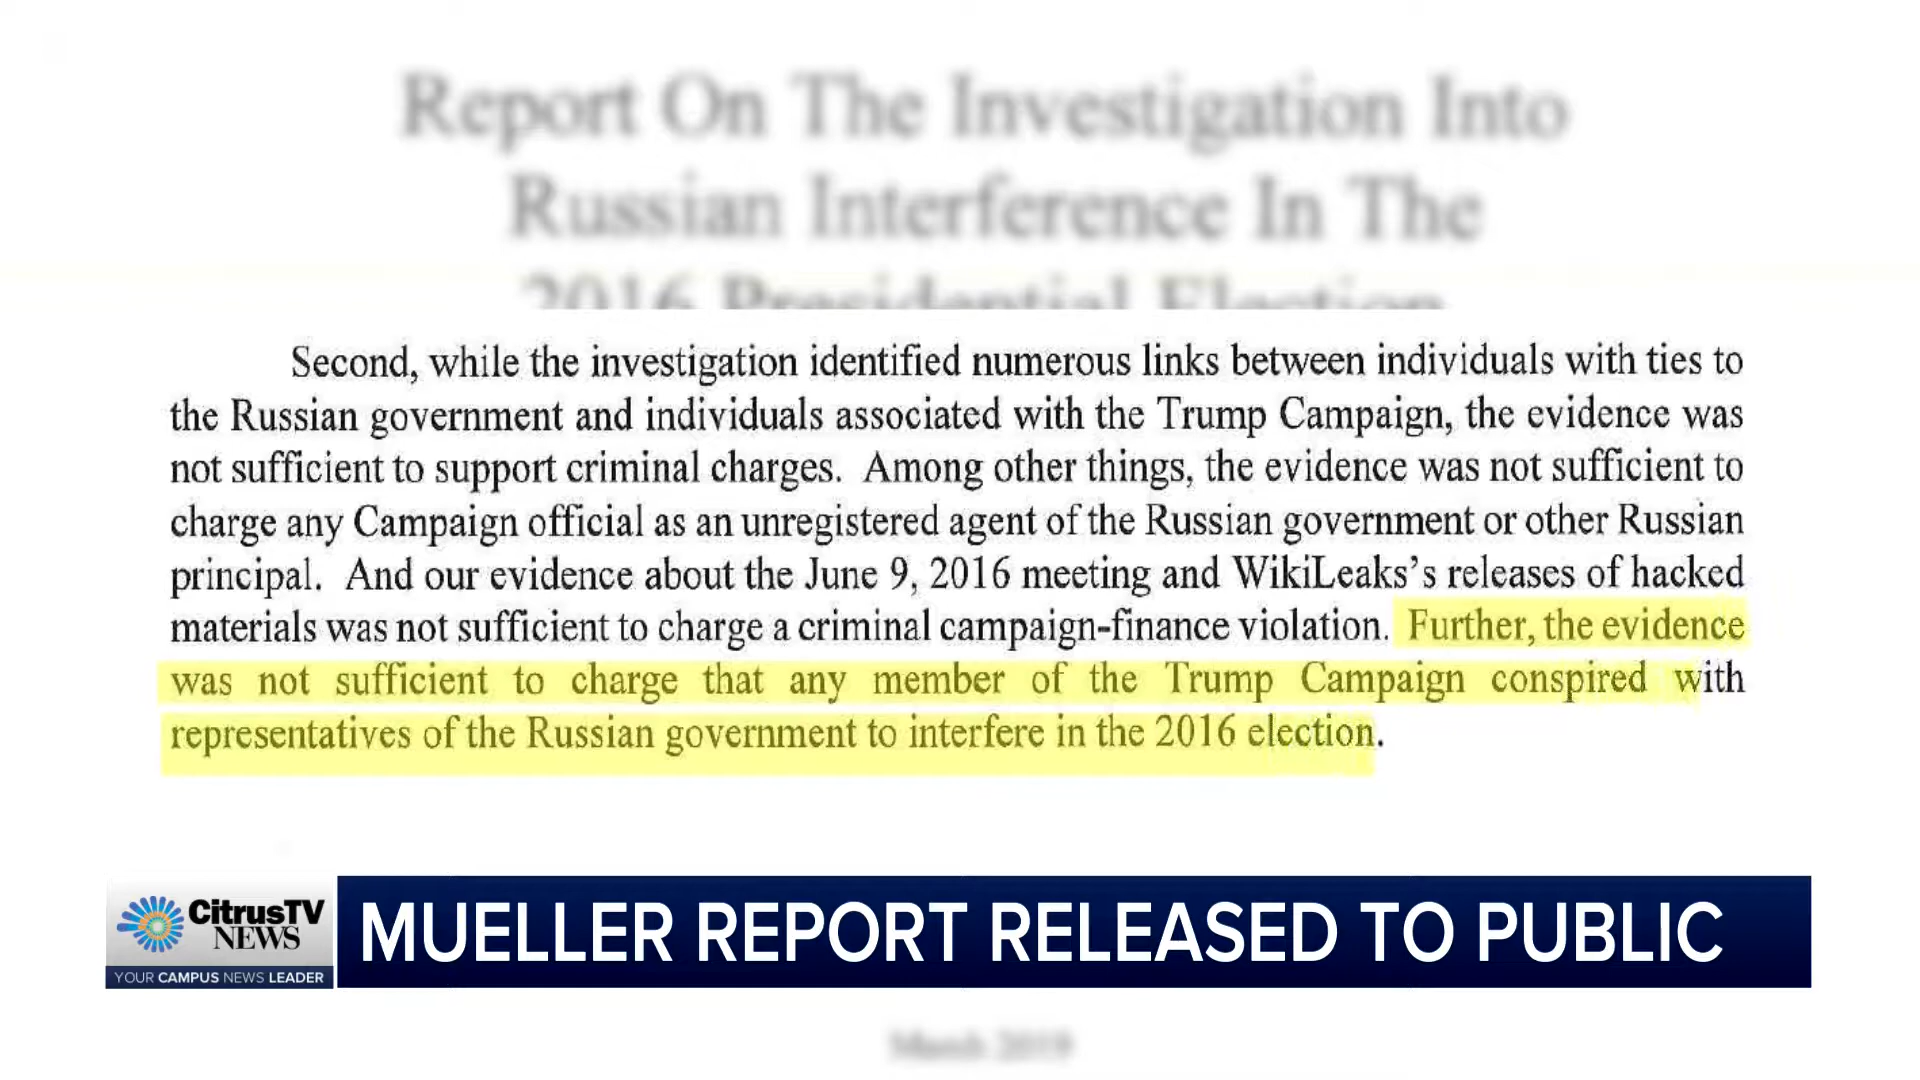 Report On The Investigation Into
Russian Interference In The
2016 Presidential Election
Second, while the investigation identified numerous links between individuals with ties to
the Russian government and individuals associated with the Trump Campaign, the evidence was
not sufficient to support criminal charges. Among other things, the evidence was not sufficient to
charge any Campaign official as an unregistered agent of the Russian government or other Russian
principal. And our evidence about the June 9, 2016 meeting and WikiLeaks's releases of hacked
materials was not sufficient to charge a criminal campaign-finance violation. Further, the evidence
was not sufficient to charge that any member of the Trump Campaign conspired with
representatives of the Russian government to interfere in the 2016 election.
CitrusTV
NEWS
YOUR CAMPUS NEWS LEADER
MUELLER REPORT RELEASED TO PUBLIC
March 2019